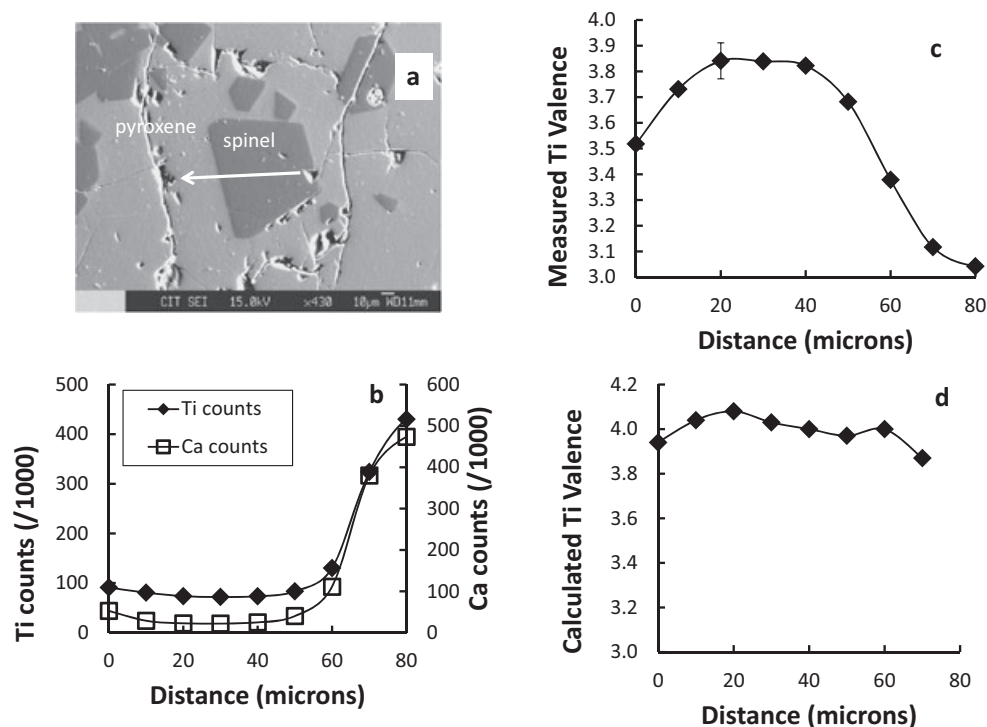 a
pyroxene
spinel
CIT SEI 15.0kV x430 10µm WD11mm
b
Ti counts
Ca counts
Ti counts (/1000)
500
400
300
200
100
0
Ca counts (/1000)
600
500
400
300
200
100
0
0 20 40 60 80
Distance (microns)
c
Measured Ti Valence
4.0
3.9
3.8
3.7
3.6
3.5
3.4
3.3
3.2
3.1
3.0
0 20 40 60 80
Distance (microns)
d
Calculated Ti Valence
4.2
4.0
3.8
3.6
3.4
3.2
3.0
0 20 40 60 80
Distance (microns)